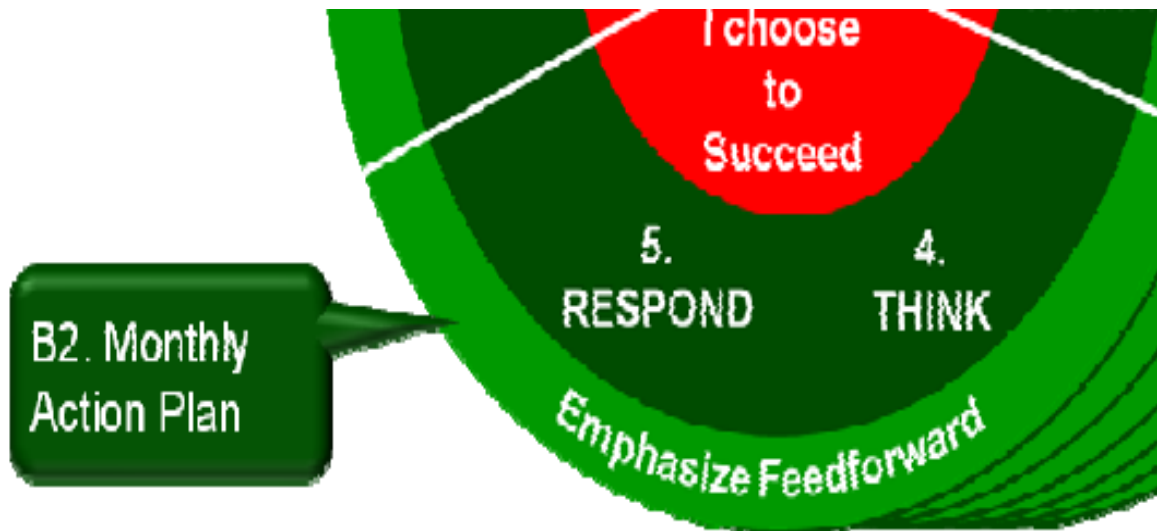 I choose
to
Succeed
5.
RESPOND
4.
THINK
B2. Monthly
Action Plan
Emphasize Feedforward